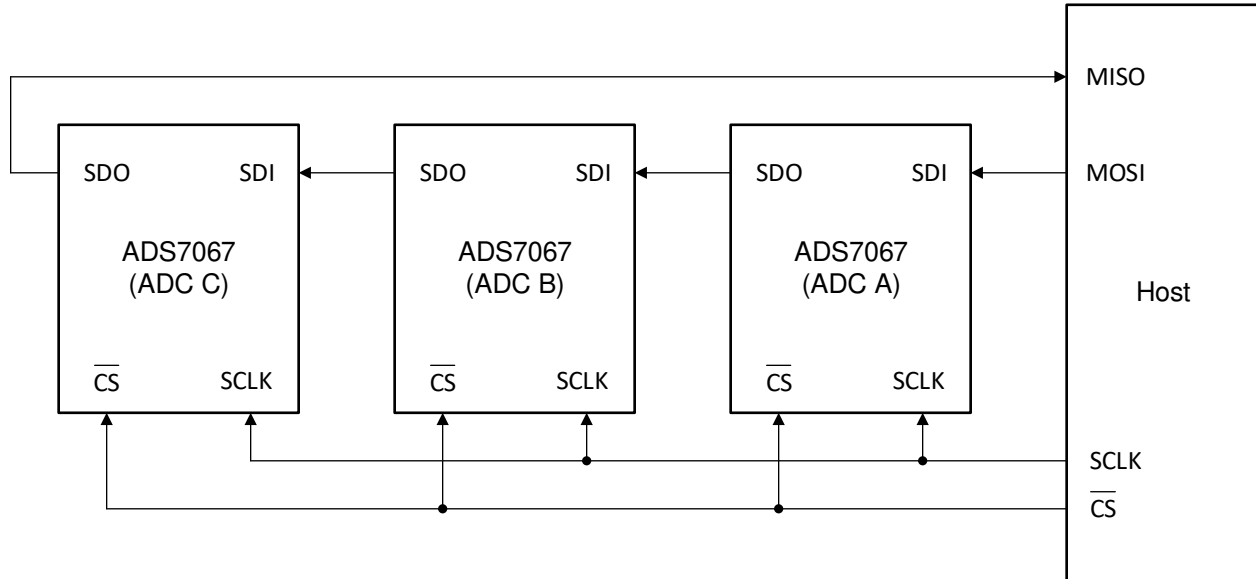 MISO
SDO SDI SDO SDI SDO SDI MOSI
ADS7067 ADS7067 ADS7067
(ADC C) (ADC B) (ADC A)
Host
CS SCLK CS SCLK CS SCLK
SCLK
CS